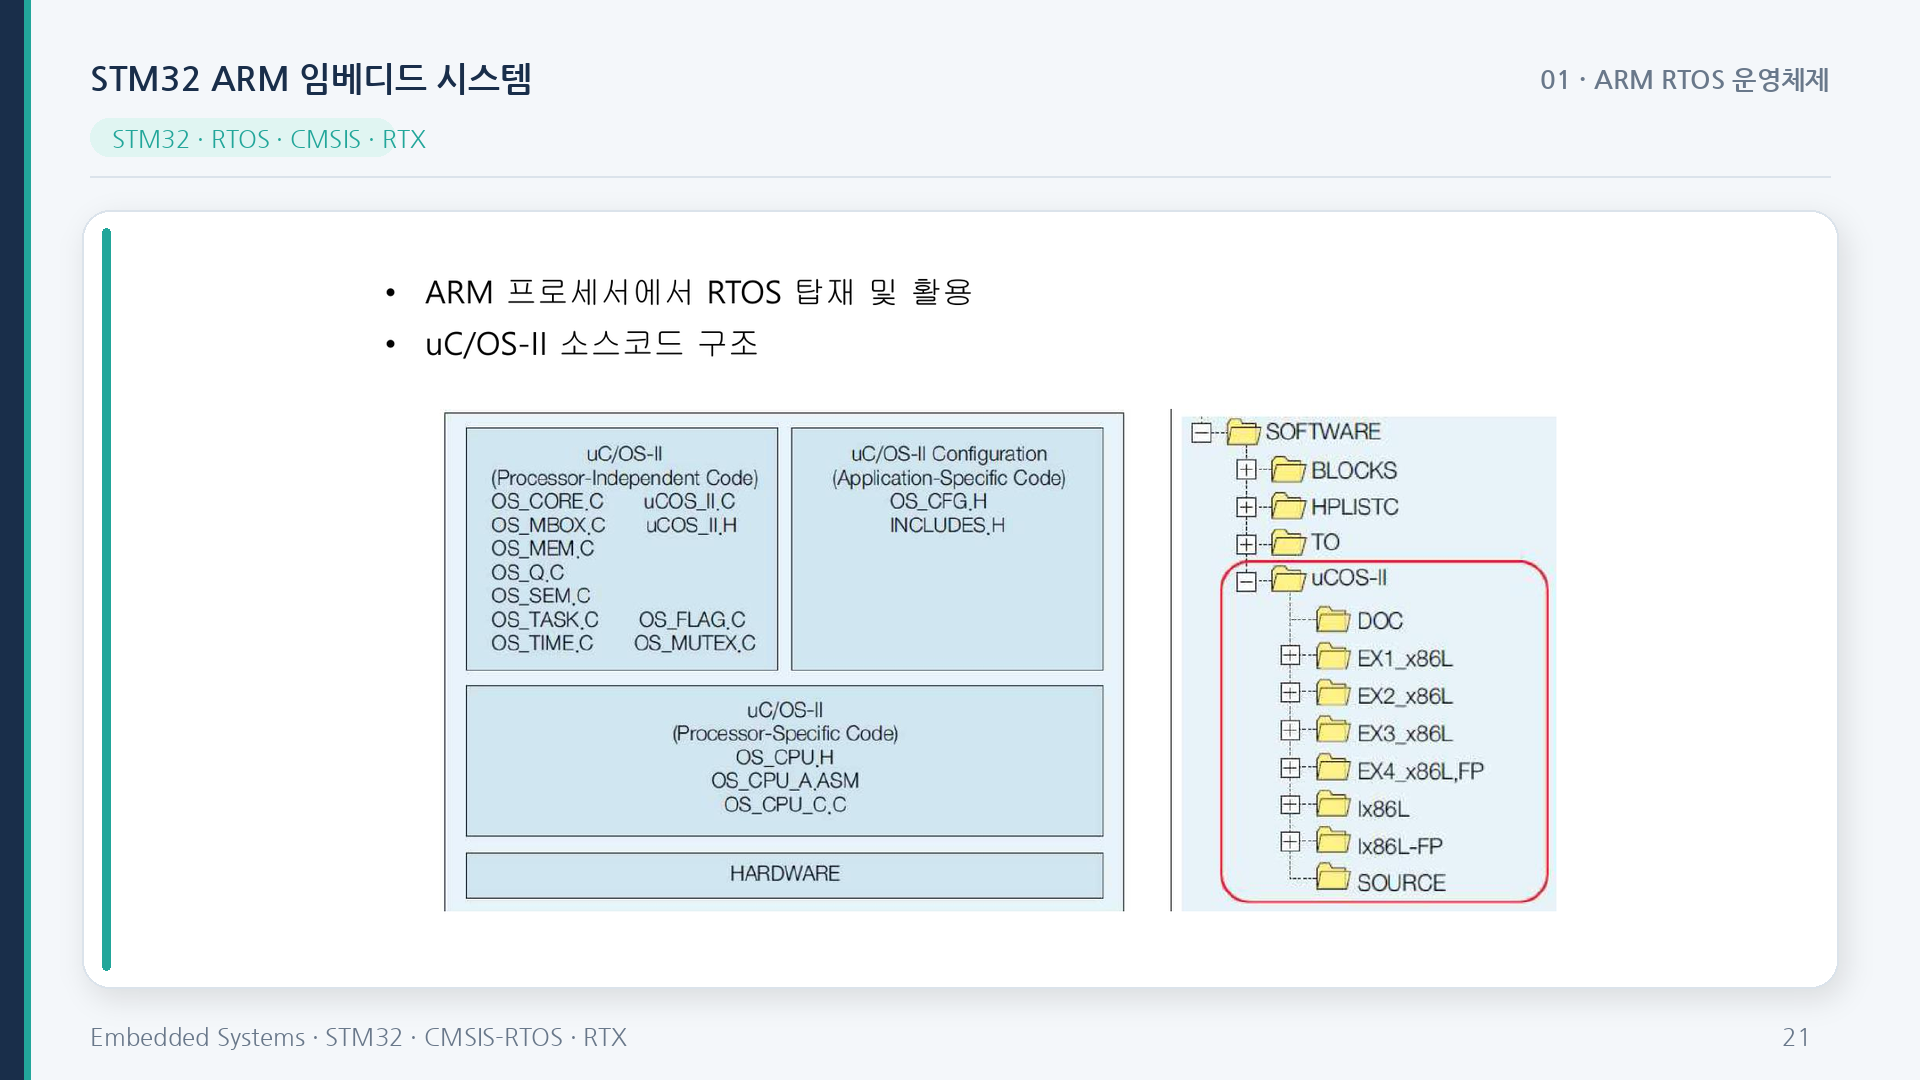 STM32 ARM 임베디드 시스템
01 · ARM RTOS 운영체제
STM32 · RTOS · CMSIS · RTX
• ARM 프로세서에서 RTOS 탑재 및 활용
• uC/OS-II 소스코드 구조
uC/OS-II
(Processor-Independent Code)
OS_CORE.C uCOS_II.C
OS_MBOX.C uCOS_II.H
OS_MEM.C
OS_Q.C
OS_SEM.C
OS_TASK.C OS_FLAG.C
OS_TIME.C OS_MUTEX.C
uC/OS-II Configuration
(Application-Specific Code)
OS_CFG.H
INCLUDES.H
uC/OS-II
(Processor-Specific Code)
OS_CPU.H
OS_CPU_A.ASM
OS_CPU_C.C
HARDWARE
SOFTWARE
BLOCKS
HPLISTC
TO
uCOS-II
DOC
EX1_x86L
EX2_x86L
EX3_x86L
EX4_x86L.FP
Ix86L
Ix86L-FP
SOURCE
Embedded Systems · STM32 · CMSIS-RTOS · RTX
21